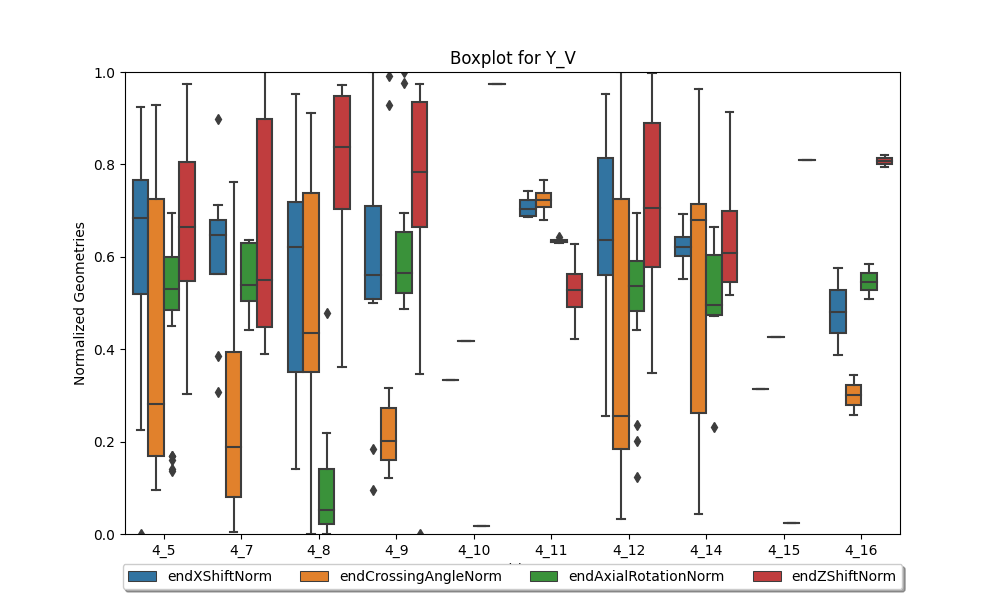 Boxplot for Y_V
Normalized Geometries
1.0
0.8
0.6
0.4
0.2
0.0
4_5 4_7 4_8 4_9 4_10 4_11 4_12 4_14 4_15 4_16
endXShiftNorm endCrossingAngleNorm endAxialRotationNorm endZShiftNorm